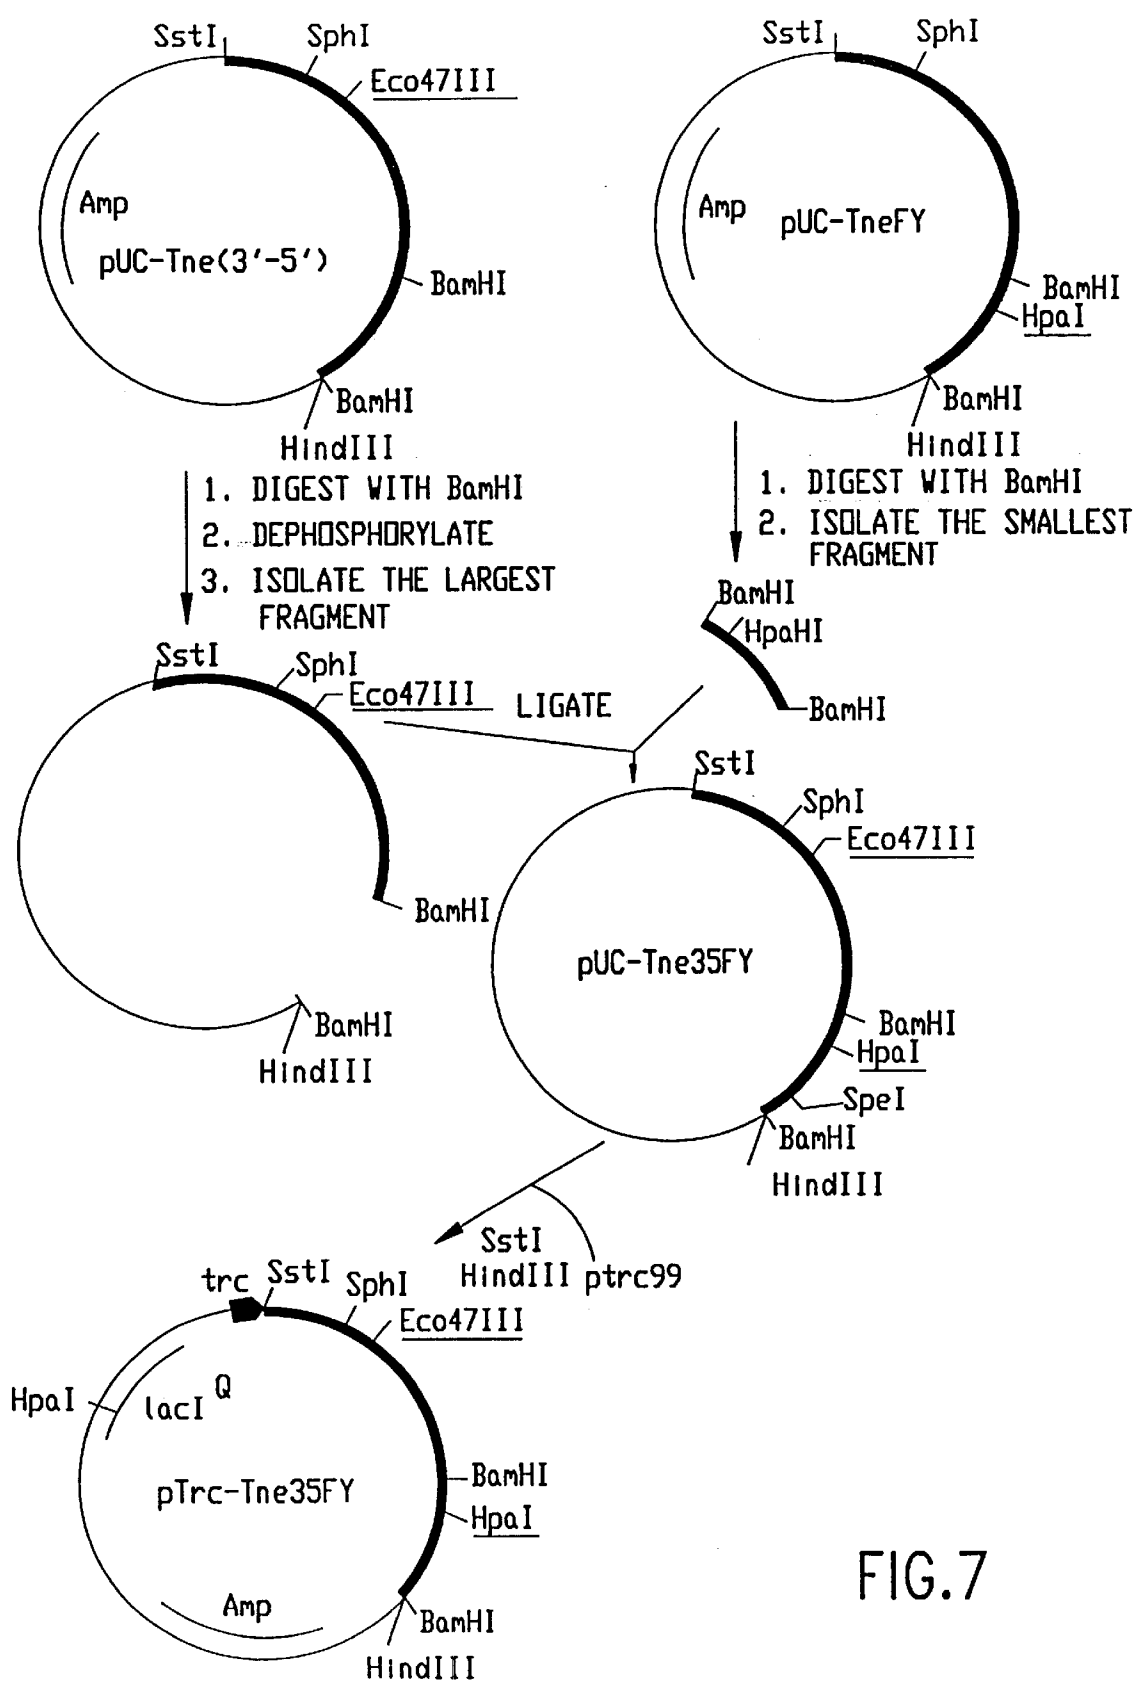 SstI
SphI
Eco47III
Amp
pUC-Tne(3'-5')
BamHI
BamHI
HindIII
SstI
SphI
Amp
pUC-TneFY
BamHI
HpaI
BamHI
HindIII
1. DIGEST WITH BamHI
2. DEPHOSPHORYLATE
3. ISOLATE THE LARGEST
FRAGMENT
1. DIGEST WITH BamHI
2. ISOLATE THE SMALLEST
FRAGMENT
BamHI
HpaHI
BamHI
SstI
SphI
Eco47III
LIGATE
BamHI
BamHI
HindIII
SstI
SphI
Eco47III
pUC-Tne35FY
BamHI
HpaI
SpeI
BamHI
HindIII
SstI
HindIII ptrc99
trc
SstI
SphI
Eco47III
HpaI
lacI Q
pTrc-Tne35FY
BamHI
HpaI
Amp
BamHI
HindIII
FIG.7